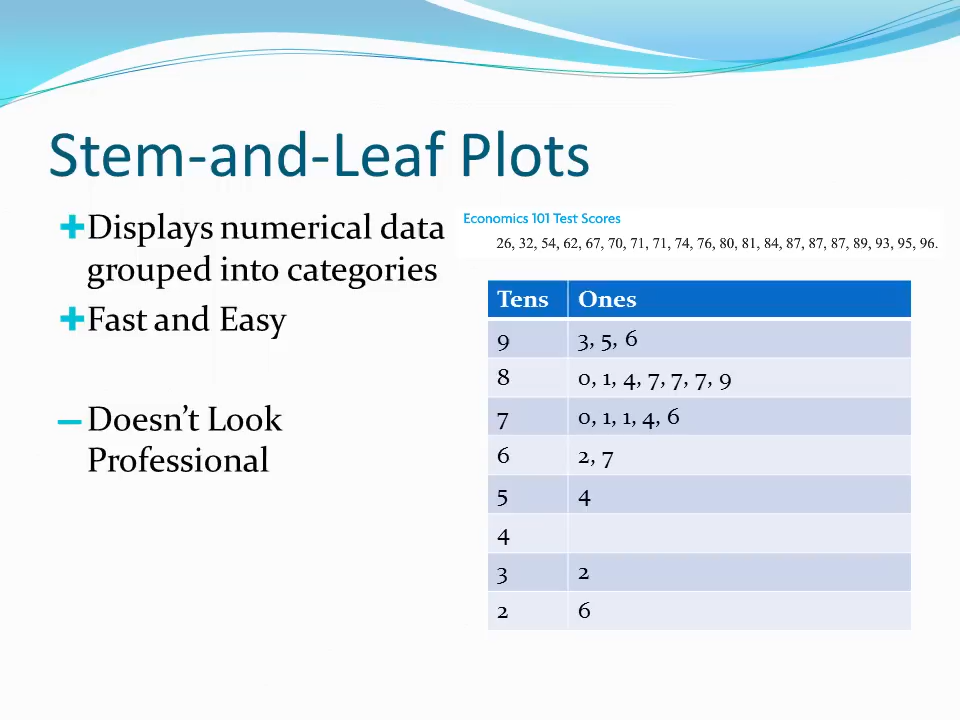 Stem-and-Leaf Plots
Displays numerical data
grouped into categories
Fast and Easy
Doesn't Look
Professional
Economics 101 Test Scores
26, 32, 54, 62, 67, 70, 71, 71, 74, 76, 80, 81, 84, 87, 87, 87, 89, 93, 95, 96.
Tens Ones
9 3, 5, 6
8 0, 1, 4, 7, 7, 7, 9
7 0, 1, 1, 4, 6
6 2, 7
5 4
4
3 2
2 6